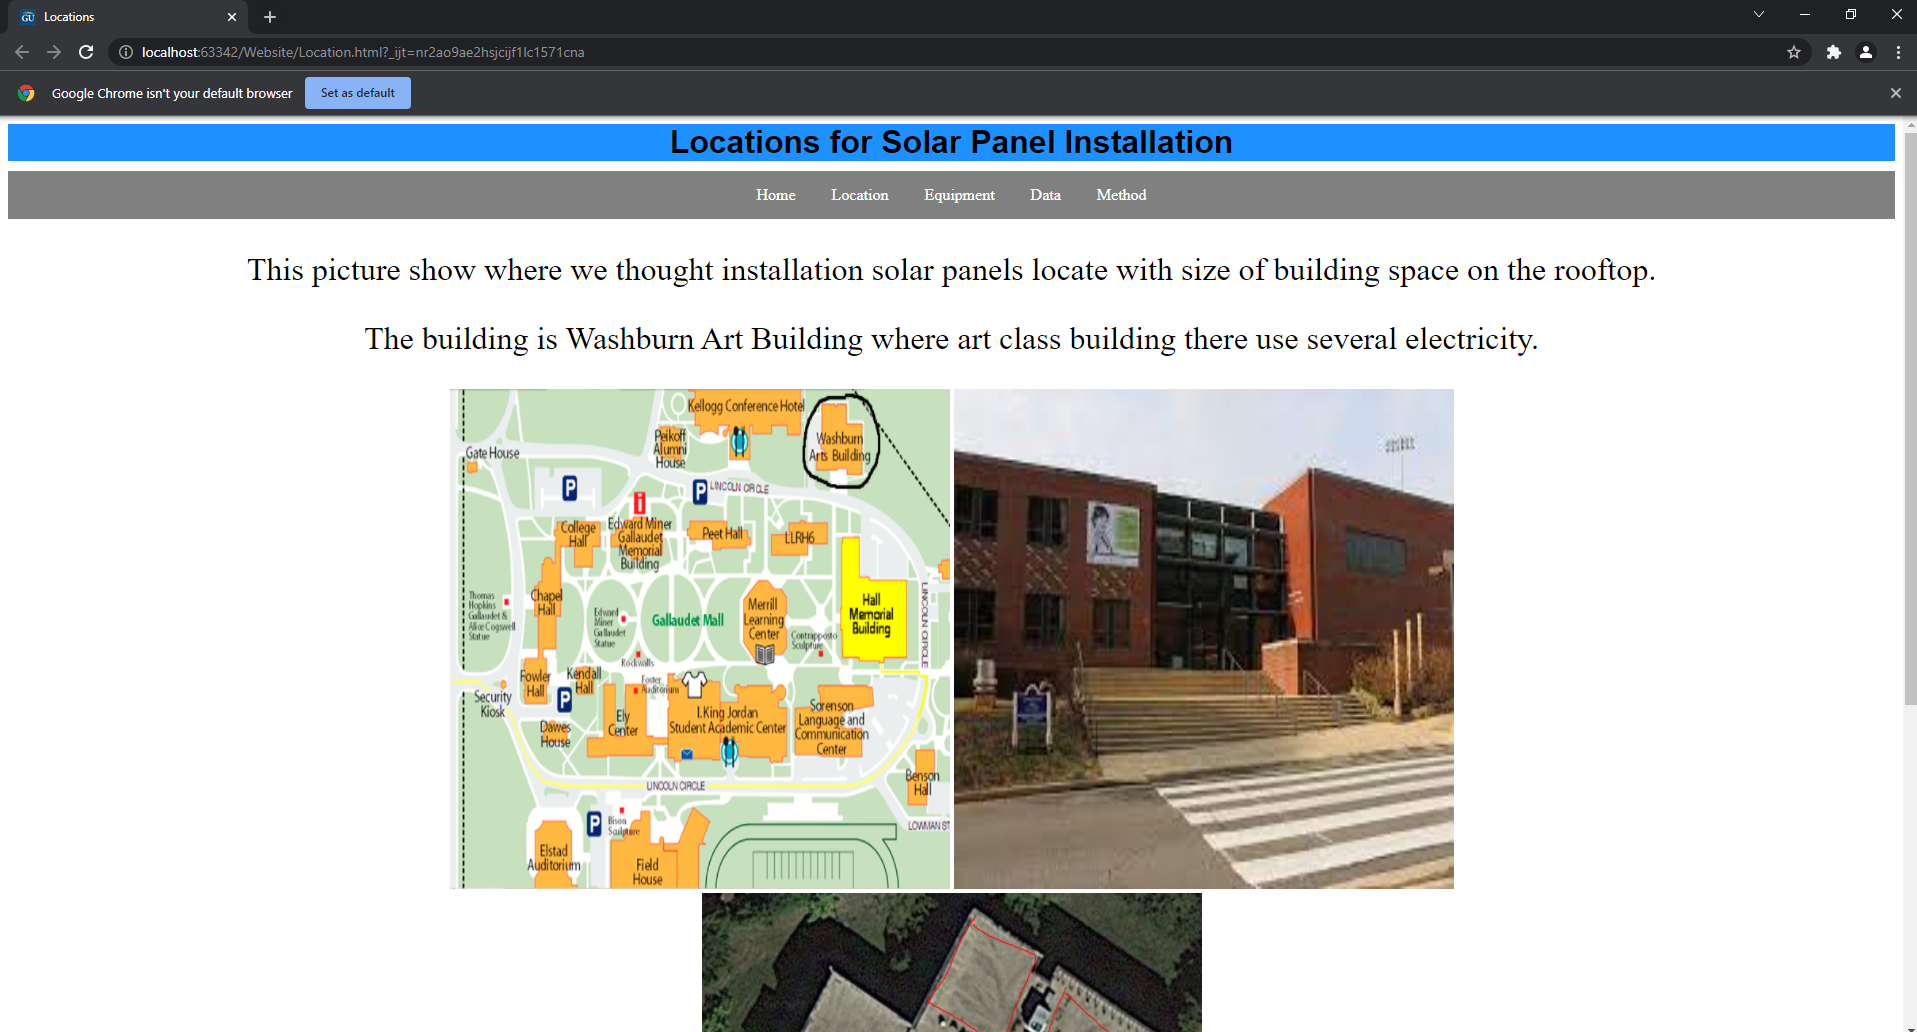 Locations
localhost:63342/Website/Location.html?_ijt=nr2ao9ae2hsjcijf1lc1571cna
Google Chrome isn't your default browser
Set as default
Locations for Solar Panel Installation
Home Location Equipment Data Method
This picture show where we thought installation solar panels locate with size of building space on the rooftop.
The building is Washburn Art Building where art class building there use several electricity.
Kellogg Conference Hotel
Washburn
Arts Building
Peikoff
Alumni
House
Gate House
P
P
LINCOLN CIRCLE
i
College
Hall
Edward Miner
Gallaudet
Memorial
Building
Peet Hall
LLRH6
Chapel
Hall
Thomas
Hopkins
Gallaudet &
Alice Cogswell
Statue
Edward
Miner
Gallaudet
Statue
Gallaudet Mall
Merrill
Learning
Center
Contrapposto
Sculpture
Hall
Memorial
Building
LINCOLN CIRCLE
Rockwalls
Fowler
Hall
Kendall
Hall
Foster
Auditorium
P
Security
Kiosk
Dawes
House
Ely
Center
I.King Jordan
Student Academic Center
Sorenson
Language and
Communication
Center
Benson
Hall
LINCOLN CIRCLE
LOWMAN ST
P
Bison
Sculpture
Elstad
Auditorium
Field
House